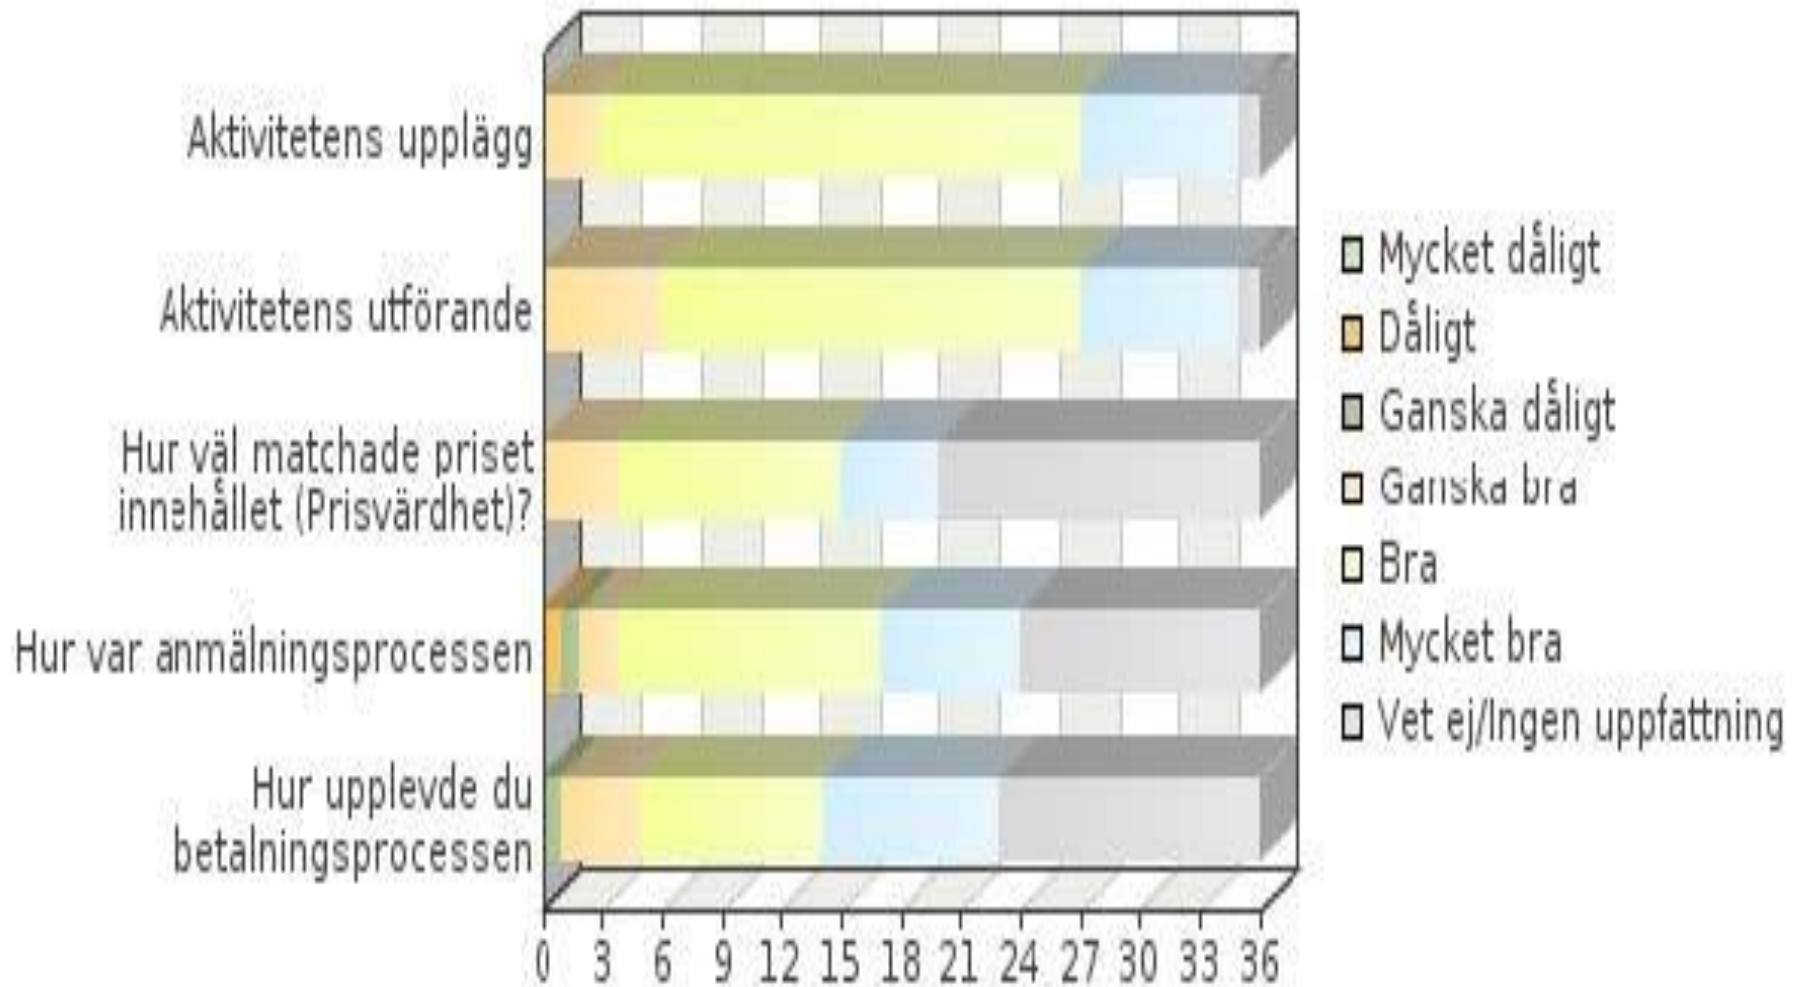 Aktivitetens upplägg
Aktivitetens utförande
Hur väl matchade priset
innehållet (Prisvärdhet)?
Hur var anmälningsprocessen
Hur upplevde du
betalningsprocessen
0 3 6 9 12 15 18 21 24 27 30 33 36
Mycket dåligt
Dåligt
Ganska dåligt
Ganska bra
Bra
Mycket bra
Vet ej/Ingen uppfattning